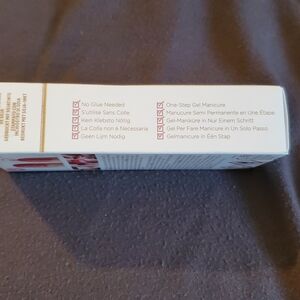 No Glue Needed
S'utilise Sans Colle
Kein Klebsto Nötig
La Colla non è Necessaria
Geen Lijm Nodig
One-Step Gel Manicure
Manucure Semi Permanente en Une Étape
Gel-Maniküre in Nur Einem Schritt
Gel Per Fare Manicure in Un Solo Passo
Gelmanicure in Één Stap